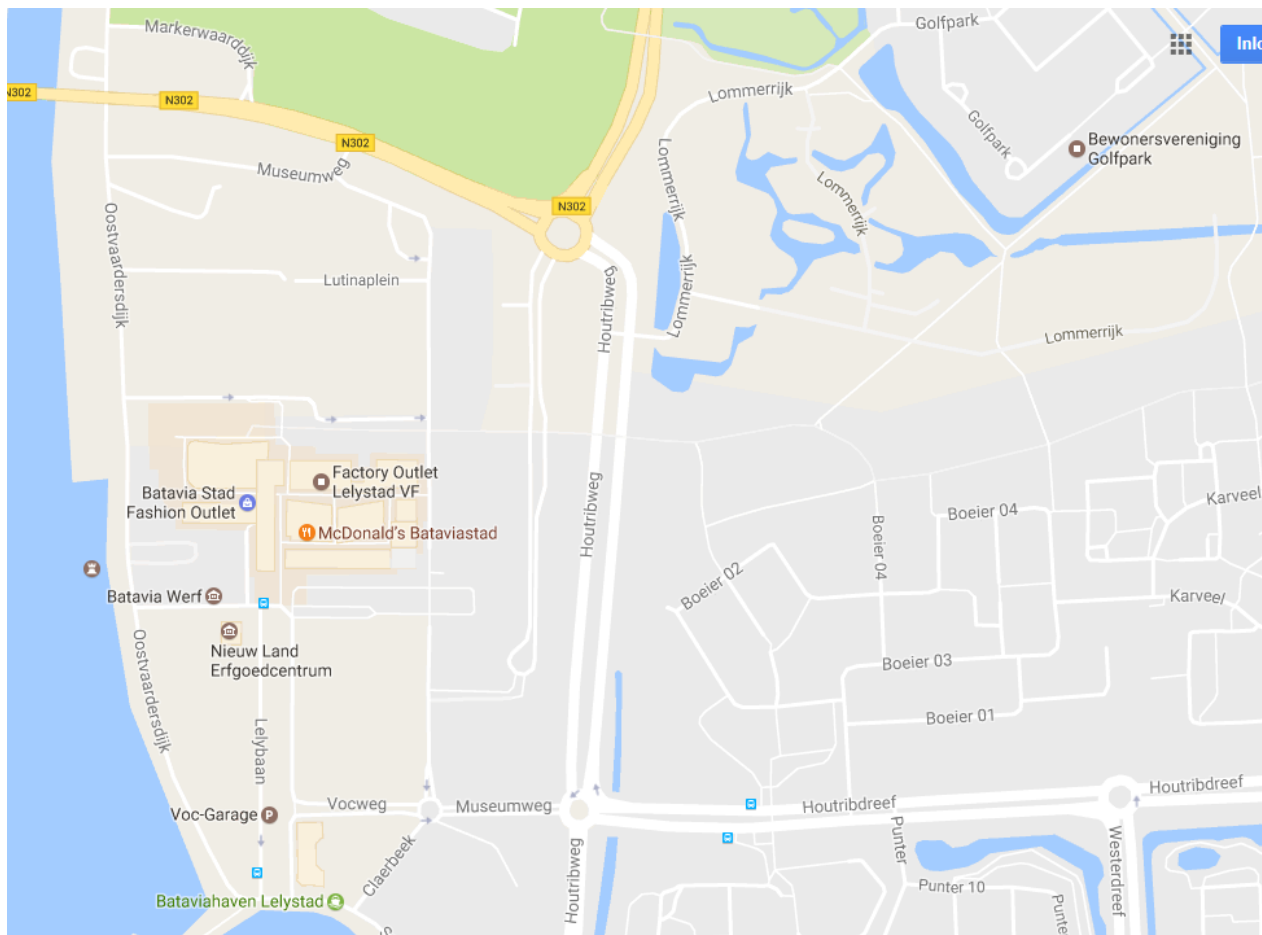 Golfpark
Markerwaarddijk
Inlo
N302
N302
Lommerrijk
Golfpark
N302
Bewonersvereniging
Golfpark
Museumweg
Lommerrijk
Lommerrijk
N302
Oostvaardersdijk
Lutinaplein
Houtribweg
Lommerrijk
Lommerrijk
Factory Outlet
Lelystad VF
Batavia Stad
Fashion Outlet
Houtribweg
Karveel
Boeier 04
McDonald's Bataviastad
Boeier 04
Boeier 02
Batavia Werf
Karveel
Oostvaardersdijk
Nieuw Land
Erfgoedcentrum
Boeier 03
Boeier 01
Lelybaan
Houtribdreef
Vocweg
Museumweg
Houtribdreef
Voc-Garage
P
Punter
Westerdreef
Claerbeek
Houtribweg
Punter 10
Bataviahaven Lelystad
Punte
S